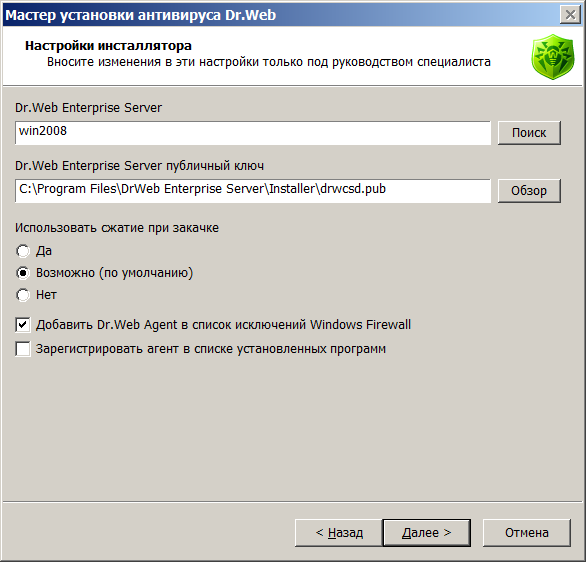 Мастер установки антивируса Dr.Web
Настройки инсталлятора
Вносите изменения в эти настройки только под руководством специалиста
Dr.Web Enterprise Server
win2008
Поиск
Dr.Web Enterprise Server публичный ключ
C:\Program Files\DrWeb Enterprise Server\Installer\drwcsd.pub
Обзор
Использовать сжатие при закачке
Да
Возможно (по умолчанию)
Нет
Добавить Dr.Web Agent в список исключений Windows Firewall
Зарегистрировать агент в списке установленных программ
< Назад
Далее >
Отмена